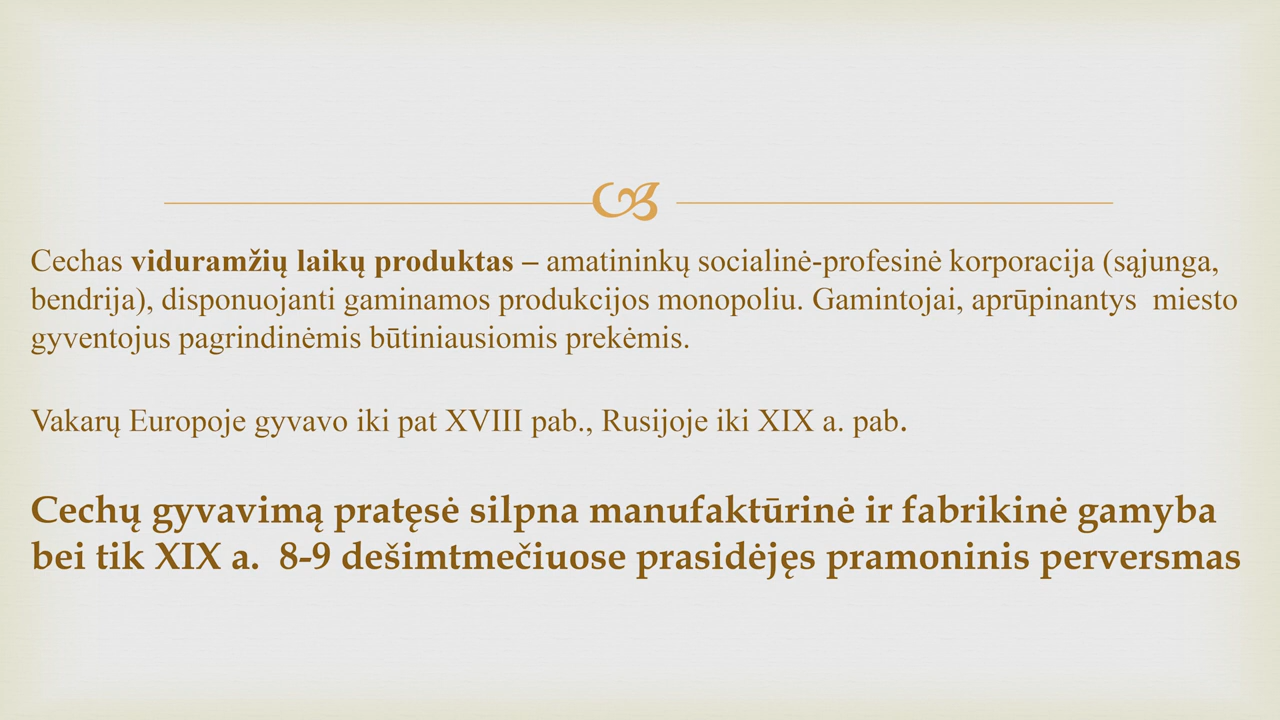 Cechas viduramžių laikų produktas – amatininkų socialinė-profesinė korporacija (sąjunga,
bendrija), disponuojanti gaminamos produkcijos monopoliu. Gamintojai, aprūpinantys  miesto
gyventojus pagrindinėmis būtiniausiomis prekėmis.
Vakarų Europoje gyvavo iki pat XVIII pab., Rusijoje iki XIX a. pab.
Cechų gyvavimą pratęsė silpna manufaktūrinė ir fabrikinė gamyba
bei tik XIX a.  8-9 dešimtmečiuose prasidėjęs pramoninis perversmas